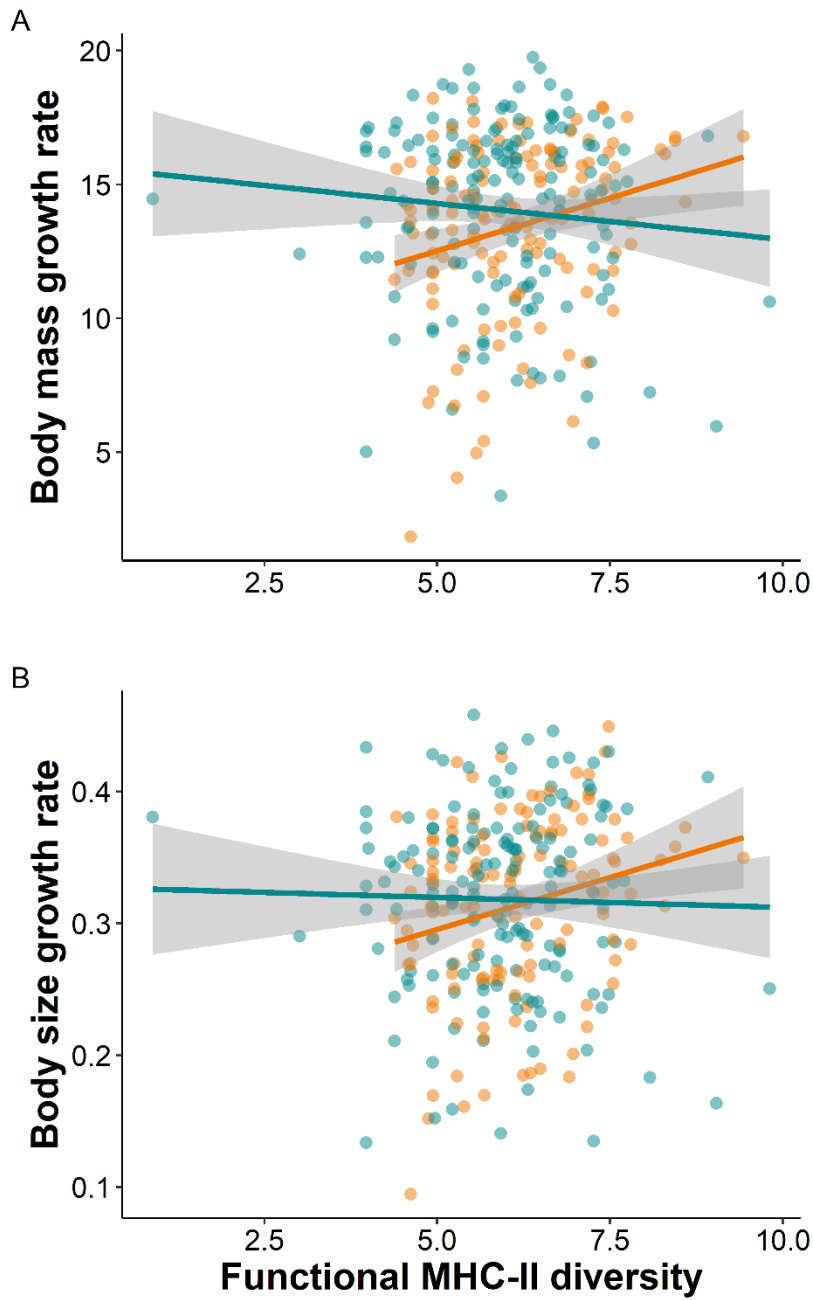 A
Body mass growth rate
20
15
10
5
2.5 5.0 7.5 10.0
B
Body size growth rate
0.4
0.3
0.2
0.1
2.5 5.0 7.5 10.0
Functional MHC-II diversity